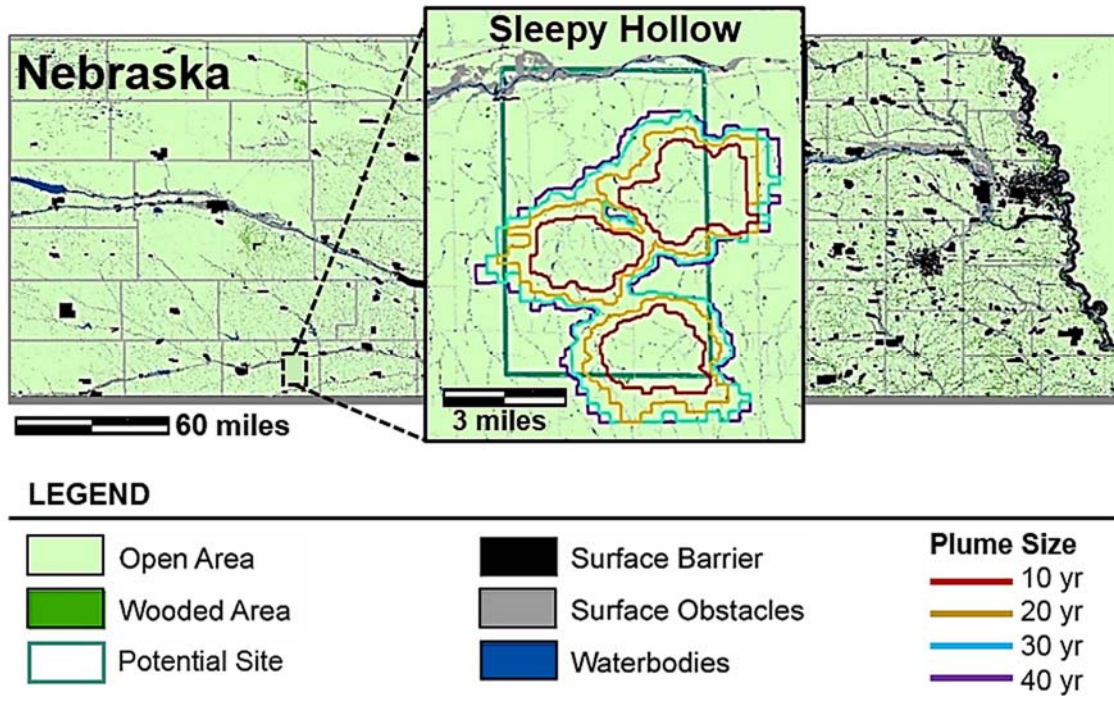 Nebraska
Sleepy Hollow
3 miles
60 miles
LEGEND
Open Area
Wooded Area
Potential Site
Surface Barrier
Surface Obstacles
Waterbodies
Plume Size
10 yr
20 yr
30 yr
40 yr